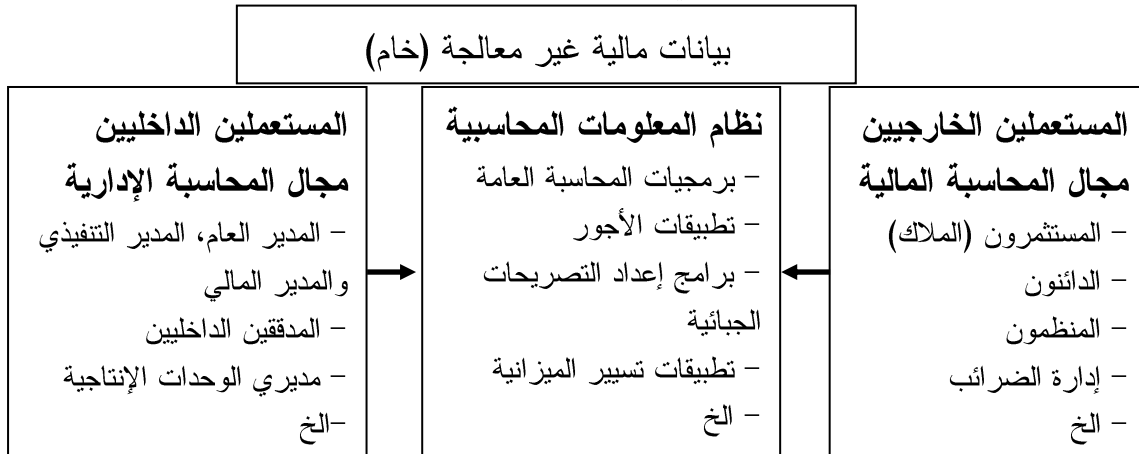 بيانات مالية غير معالجة (خام)
المستعملين الخارجيين
مجال المحاسبة المالية
- المستثمرون (الملاك)
- الدائنون
- المنظمون
- إدارة الضرائب
- الخ
نظام المعلومات المحاسبية
- برمجيات المحاسبة العامة
- تطبيقات الأجور
- برامج إعداد التصريحات
الجبائية
- تطبيقات تسيير الميزانية
- الخ
المستعملين الداخليين
مجال المحاسبة الإدارية
- المدير العام، المدير التنفيذي
والمدير المالي
- المدققين الداخليين
- مديري الوحدات الإنتاجية
-الخ